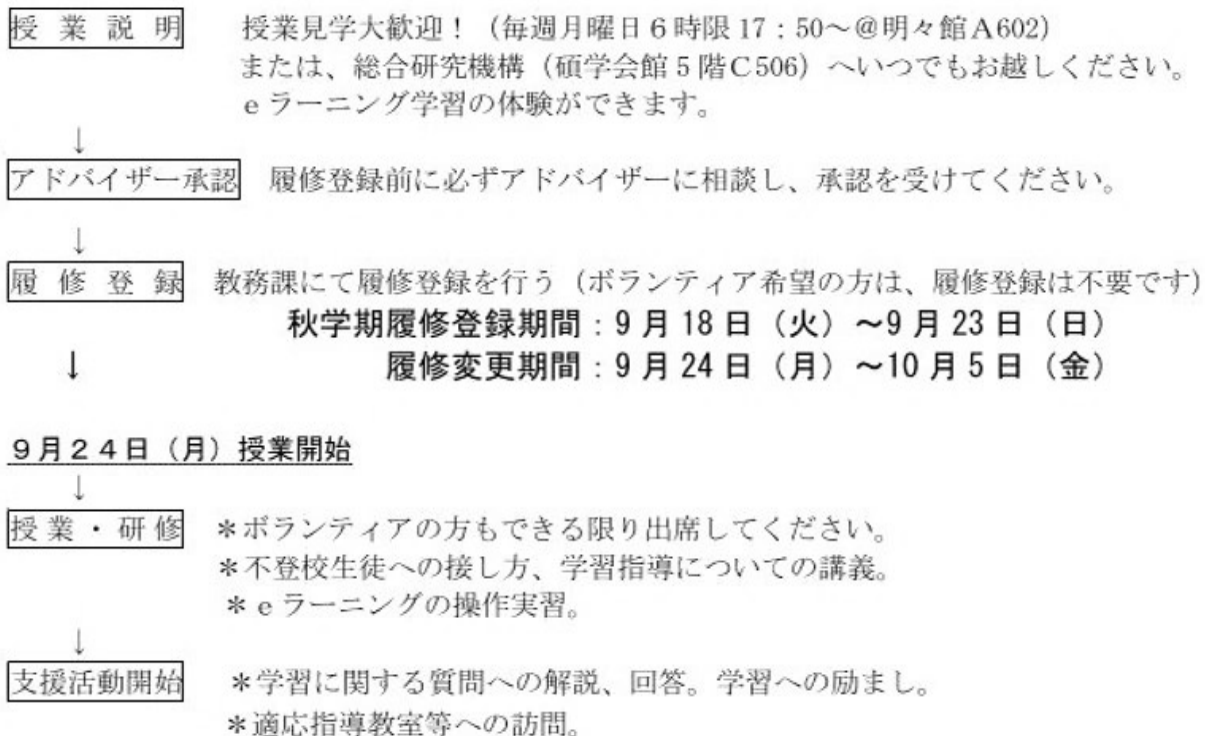 授業説明 授業見学大歓迎！（毎週月曜日６時限 17：50～＠明々館Ａ602）
または、総合研究機構（碩学会館５階Ｃ506）へいつでもお越しください。
ｅラーニング学習の体験ができます。
↓
アドバイザー承認 履修登録前に必ずアドバイザーに相談し、承認を受けてください。
↓
履修登録 教務課にて履修登録を行う（ボランティア希望の方は、履修登録は不要です）
秋学期履修登録期間：9月18日（火）～9月23日（日）
↓ 履修変更期間：9月24日（月）～10月5日（金）
９月２４日（月）授業開始
↓
授業・研修 ＊ボランティアの方もできる限り出席してください。
＊不登校生徒への接し方、学習指導についての講義。
＊ｅラーニングの操作実習。
↓
支援活動開始 ＊学習に関する質問への解説、回答。学習への励まし。
＊適応指導教室等への訪問。